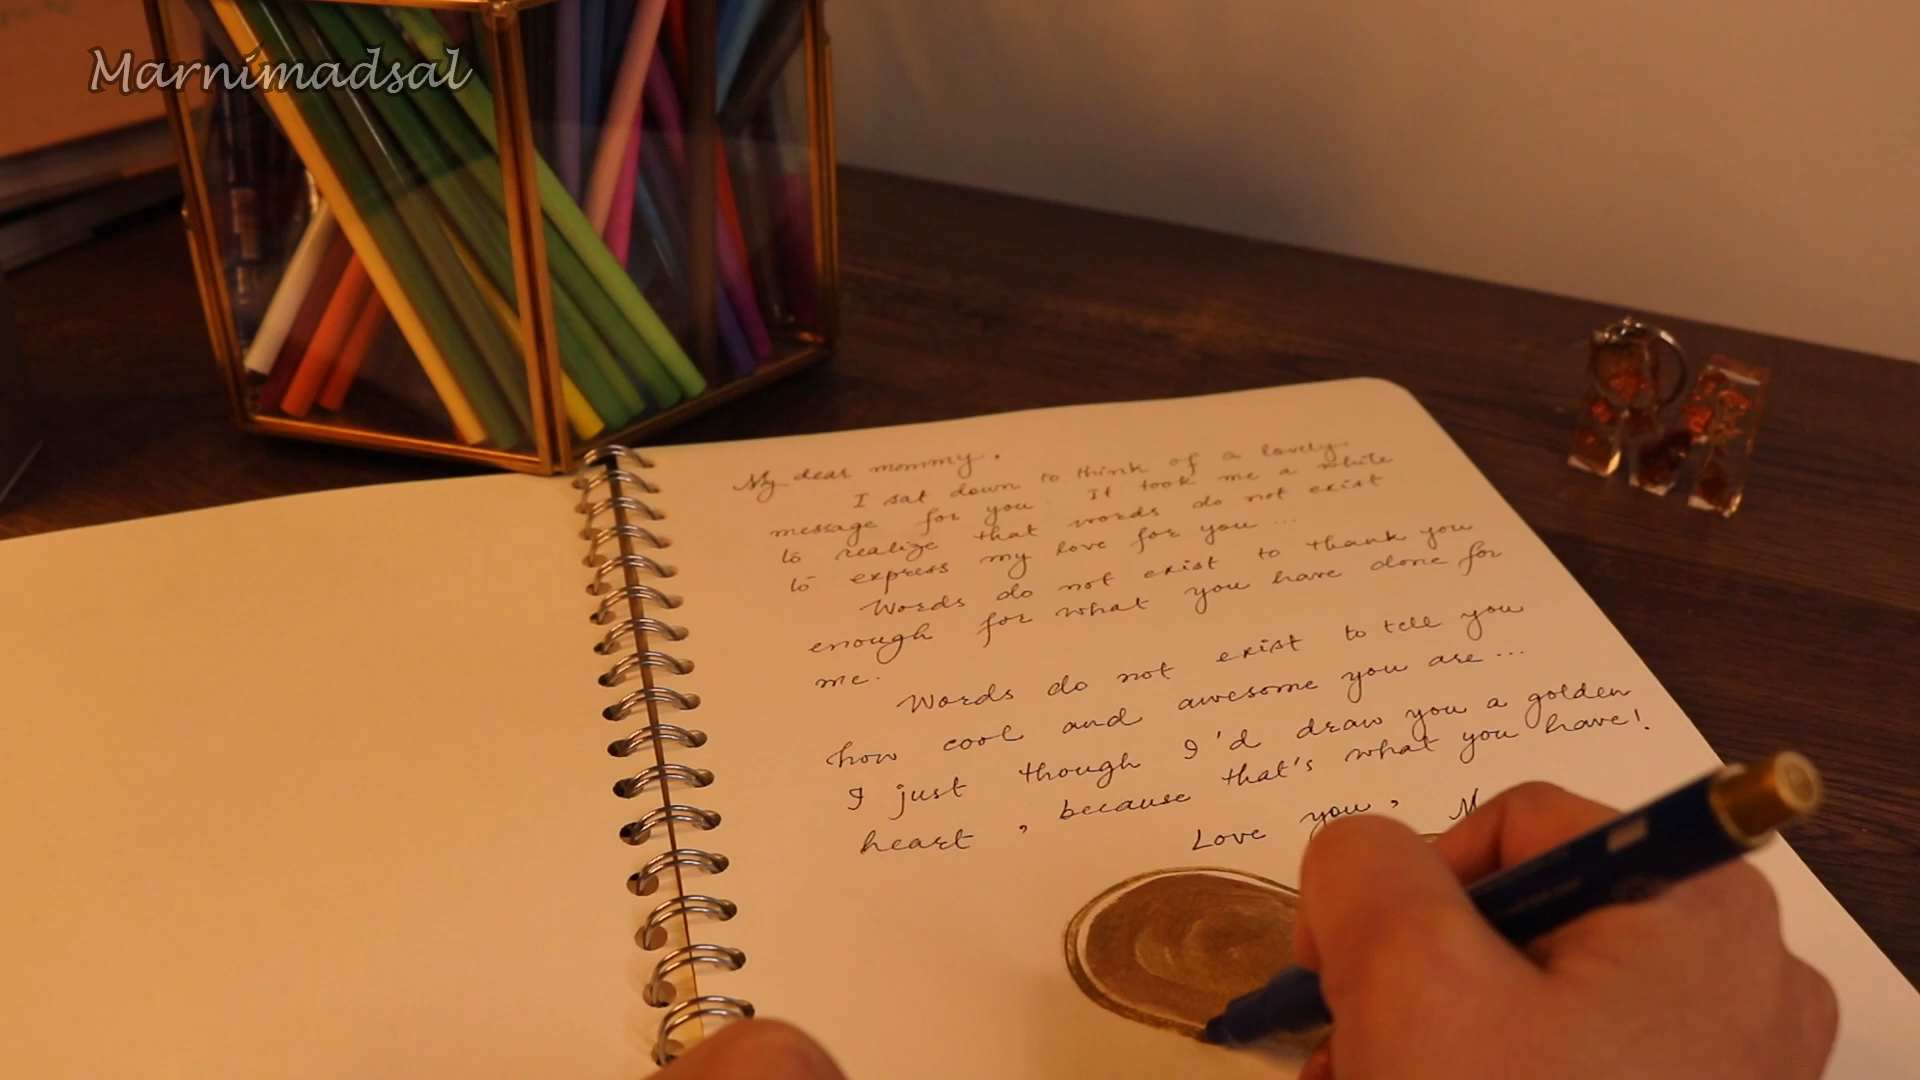 Marnimadsal
My dear mommy.
I sat down to think of a lovely
message for you. It took me a while
to realize that words do not exist
to express my love for you ...
Words do not exist to thank you
enough for what you have done for
me.
Words do not exist to tell you
how cool and awesome you are ...
I just though I'd draw you a golden
heart, because that's what you have!
Love you, M